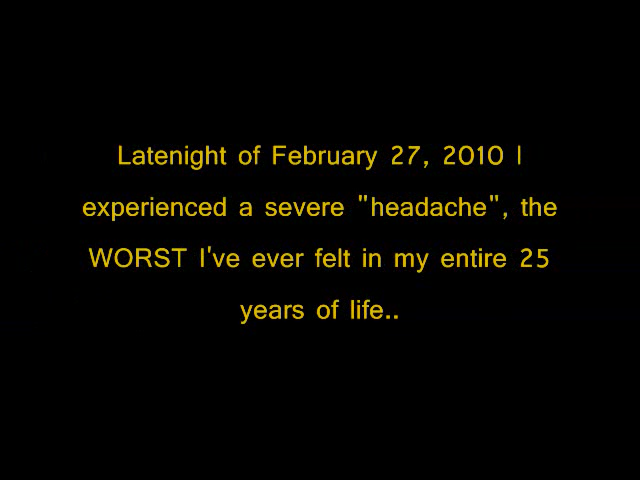 Latenight of February 27, 2010 I
experienced a severe "headache", the
WORST I've ever felt in my entire 25
years of life..